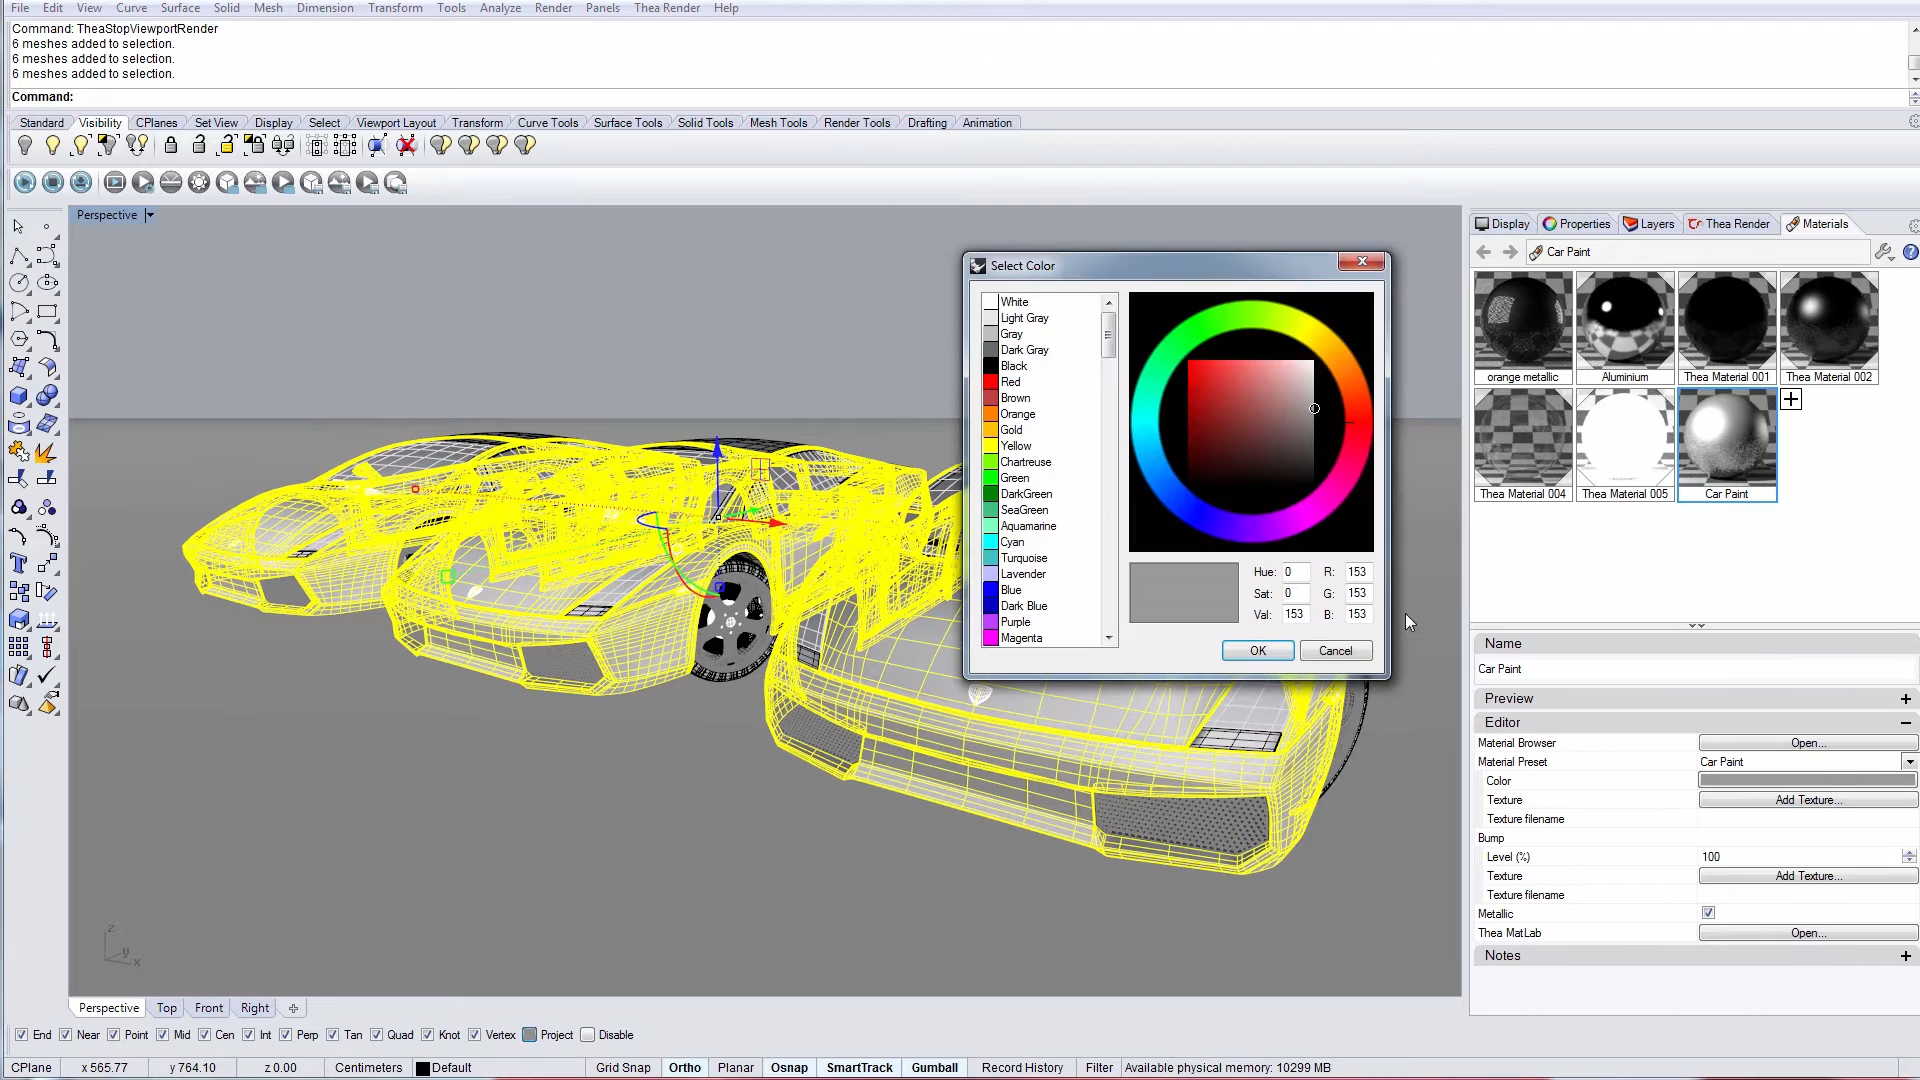 File Edit View Curve Surface Solid Mesh Dimension Transform Tools Analyze Render Panels Thea Render Help
Command: TheaStopViewportRender
6 meshes added to selection.
6 meshes added to selection.
6 meshes added to selection.
Command:
Standard Visibility CPlanes Set View Display Select Viewport Layout Transform Curve Tools Surface Tools Solid Tools Mesh Tools Render Tools Drafting Animation
Perspective
Display Properties Layers Thea Render Materials
Car Paint
orange metallic Aluminium Thea Material 001 Thea Material 002
Thea Material 004 Thea Material 005 Car Paint
Select Color
White
Light Gray
Gray
Dark Gray
Black
Red
Brown
Orange
Gold
Yellow
Chartreuse
Green
DarkGreen
SeaGreen
Aquamarine
Cyan
Turquoise
Lavender
Blue
Dark Blue
Purple
Magenta
Hue: 0 R: 153
Sat: 0 G: 153
Val: 153 B: 153
OK Cancel
Name
Car Paint
Preview
Editor
Material Browser Open...
Material Preset Car Paint
Color
Texture Add Texture...
Texture filename
Bump
Level (%) 100
Texture Add Texture...
Texture filename
Metallic
Thea MatLab Open...
Notes
z
y
x
Perspective Top Front Right
End Near Point Mid Cen Int Perp Tan Quad Knot Vertex Project Disable
CPlane x 565.77 y 764.10 z 0.00 Centimeters Default Grid Snap Ortho Planar Osnap SmartTrack Gumball Record History Filter Available physical memory: 10299 MB